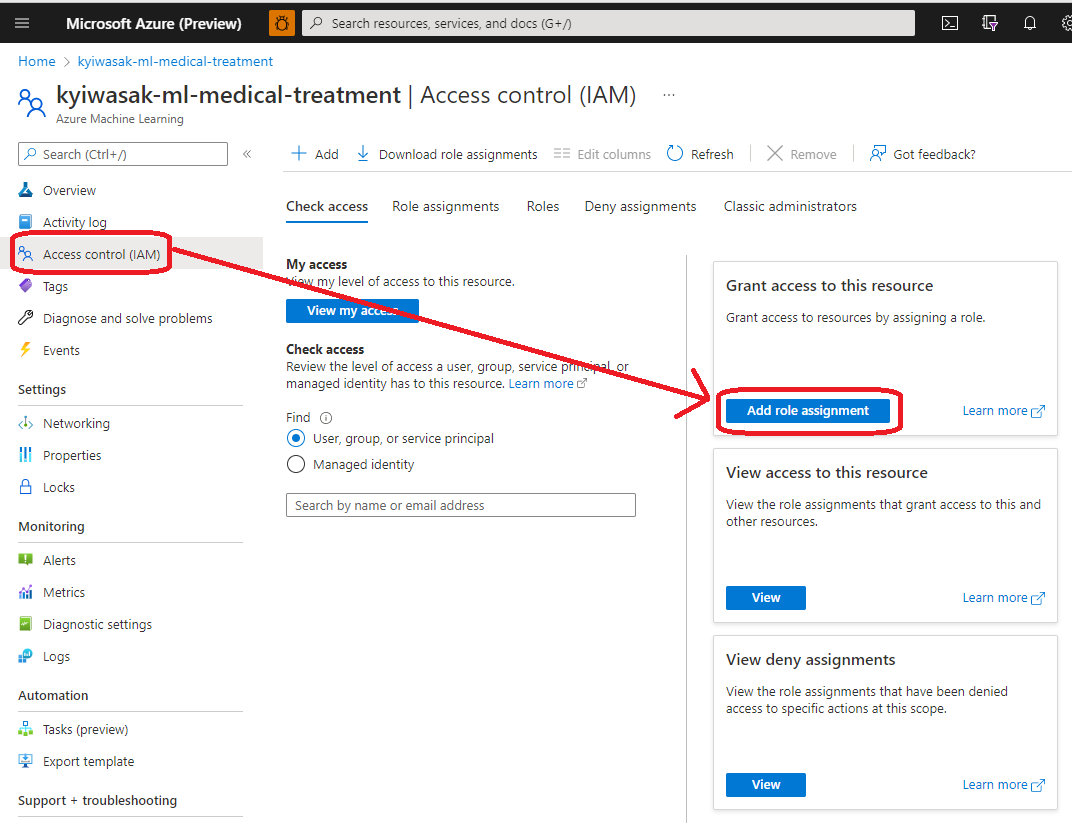 Microsoft Azure (Preview)
Search resources, services, and docs (G+/)
Home > kyiwasak-ml-medical-treatment
kyiwasak-ml-medical-treatment | Access control (IAM) ...
Azure Machine Learning
Search (Ctrl+/)
«
Overview
Activity log
Access control (IAM)
Tags
Diagnose and solve problems
Events
Settings
Networking
Properties
Locks
Monitoring
Alerts
Metrics
Diagnostic settings
Logs
Automation
Tasks (preview)
Export template
Support + troubleshooting
Add
Download role assignments
Edit columns
Refresh
Remove
Got feedback?
Check access
Role assignments
Roles
Deny assignments
Classic administrators
My access
View my level of access to this resource.
View my access
Check access
Review the level of access a user, group, service principal, or
managed identity has to this resource. Learn more
Find
User, group, or service principal
Managed identity
Search by name or email address
Grant access to this resource
Grant access to resources by assigning a role.
Add role assignment
Learn more
View access to this resource
View the role assignments that grant access to this and
other resources.
View
Learn more
View deny assignments
View the role assignments that have been denied
access to specific actions at this scope.
View
Learn more